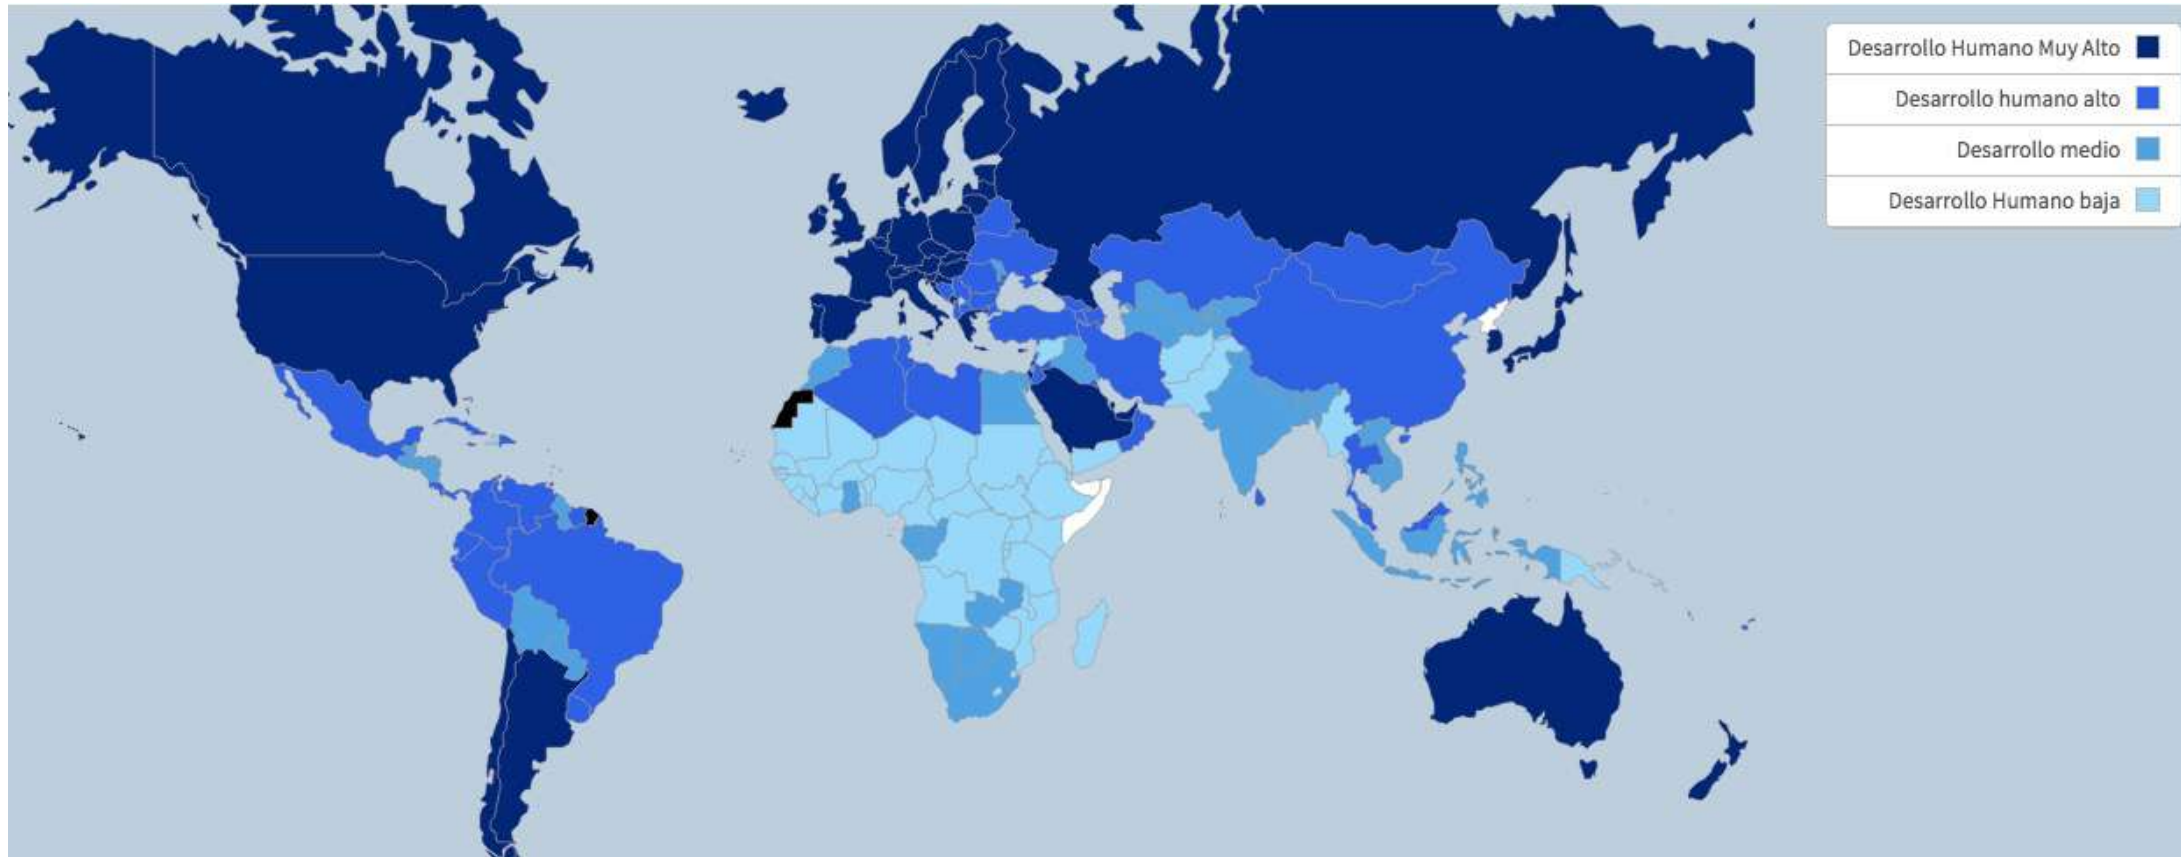 Desarrollo Humano Muy Alto
Desarrollo humano alto
Desarrollo medio
Desarrollo Humano baja